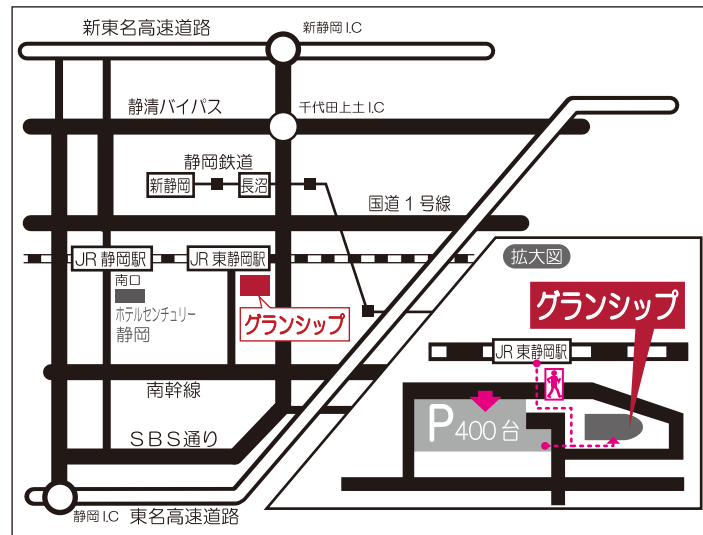 新東名高速道路
新静岡 I.C
静清バイパス
千代田上土 I.C
静岡鉄道
新静岡
長沼
国道1号線
JR 静岡駅
JR 東静岡駅
南口
ホテルセンチュリー
静岡
グランシップ
南幹線
SBS通り
静岡 I.C
東名高速道路
拡大図
グランシップ
JR 東静岡駅
P 400 台